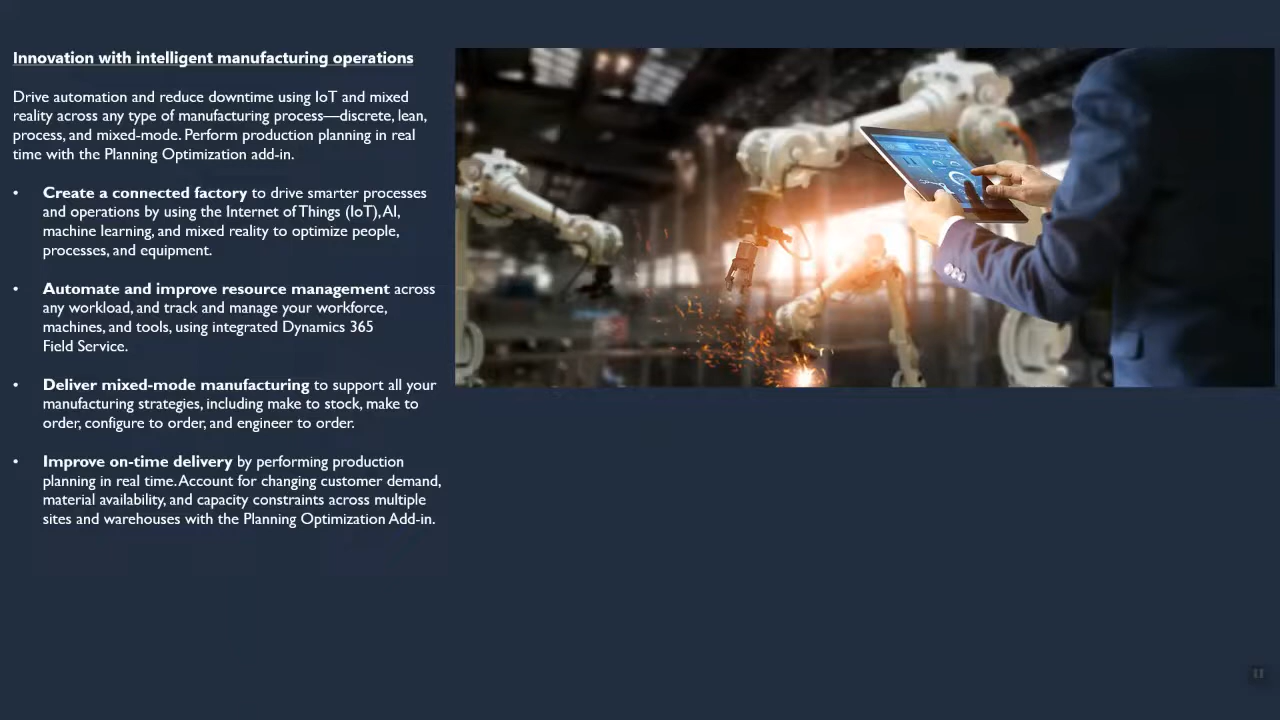 Innovation with intelligent manufacturing operations
Drive automation and reduce downtime using IoT and mixed
reality across any type of manufacturing process—discrete, lean,
process, and mixed-mode. Perform production planning in real
time with the Planning Optimization add-in.
• Create a connected factory to drive smarter processes
and operations by using the Internet of Things (IoT), AI,
machine learning, and mixed reality to optimize people,
processes, and equipment.
• Automate and improve resource management across
any workload, and track and manage your workforce,
machines, and tools, using integrated Dynamics 365
Field Service.
• Deliver mixed-mode manufacturing to support all your
manufacturing strategies, including make to stock, make to
order, configure to order, and engineer to order.
• Improve on-time delivery by performing production
planning in real time. Account for changing customer demand,
material availability, and capacity constraints across multiple
sites and warehouses with the Planning Optimization Add-in.